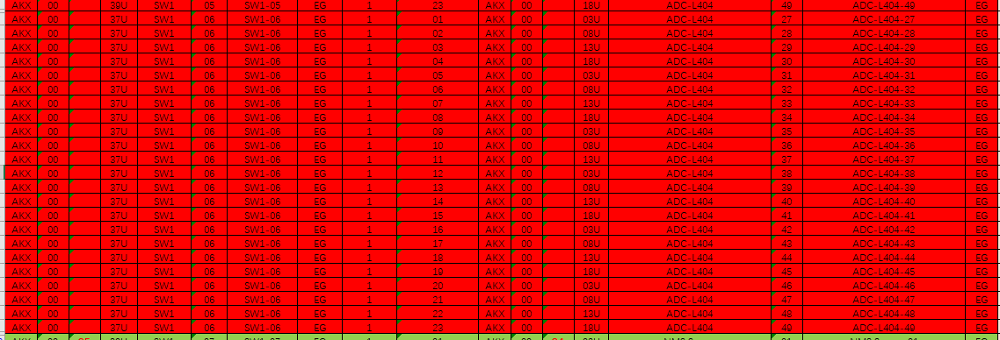 AKX 00 39U SW1 05 SW1-05 EG 1 23 AKX 00 18U ADC-L404 49 ADC-L404-49 EG
AKX 00 37U SW1 06 SW1-06 EG 1 01 AKX 00 03U ADC-L404 27 ADC-L404-27 EG
AKX 00 37U SW1 06 SW1-06 EG 1 02 AKX 00 08U ADC-L404 28 ADC-L404-28 EG
AKX 00 37U SW1 06 SW1-06 EG 1 03 AKX 00 13U ADC-L404 29 ADC-L404-29 EG
AKX 00 37U SW1 06 SW1-06 EG 1 04 AKX 00 18U ADC-L404 30 ADC-L404-30 EG
AKX 00 37U SW1 06 SW1-06 EG 1 05 AKX 00 03U ADC-L404 31 ADC-L404-31 EG
AKX 00 37U SW1 06 SW1-06 EG 1 06 AKX 00 08U ADC-L404 32 ADC-L404-32 EG
AKX 00 37U SW1 06 SW1-06 EG 1 07 AKX 00 13U ADC-L404 33 ADC-L404-33 EG
AKX 00 37U SW1 06 SW1-06 EG 1 08 AKX 00 18U ADC-L404 34 ADC-L404-34 EG
AKX 00 37U SW1 06 SW1-06 EG 1 09 AKX 00 03U ADC-L404 35 ADC-L404-35 EG
AKX 00 37U SW1 06 SW1-06 EG 1 10 AKX 00 08U ADC-L404 36 ADC-L404-36 EG
AKX 00 37U SW1 06 SW1-06 EG 1 11 AKX 00 13U ADC-L404 37 ADC-L404-37 EG
AKX 00 37U SW1 06 SW1-06 EG 1 12 AKX 00 03U ADC-L404 38 ADC-L404-38 EG
AKX 00 37U SW1 06 SW1-06 EG 1 13 AKX 00 08U ADC-L404 39 ADC-L404-39 EG
AKX 00 37U SW1 06 SW1-06 EG 1 14 AKX 00 13U ADC-L404 40 ADC-L404-40 EG
AKX 00 37U SW1 06 SW1-06 EG 1 15 AKX 00 18U ADC-L404 41 ADC-L404-41 EG
AKX 00 37U SW1 06 SW1-06 EG 1 16 AKX 00 03U ADC-L404 42 ADC-L404-42 EG
AKX 00 37U SW1 06 SW1-06 EG 1 17 AKX 00 08U ADC-L404 43 ADC-L404-43 EG
AKX 00 37U SW1 06 SW1-06 EG 1 18 AKX 00 13U ADC-L404 44 ADC-L404-44 EG
AKX 00 37U SW1 06 SW1-06 EG 1 19 AKX 00 18U ADC-L404 45 ADC-L404-45 EG
AKX 00 37U SW1 06 SW1-06 EG 1 20 AKX 00 03U ADC-L404 46 ADC-L404-46 EG
AKX 00 37U SW1 06 SW1-06 EG 1 21 AKX 00 08U ADC-L404 47 ADC-L404-47 EG
AKX 00 37U SW1 06 SW1-06 EG 1 22 AKX 00 13U ADC-L404 48 ADC-L404-48 EG
AKX 00 37U SW1 06 SW1-06 EG 1 23 AKX 00 18U ADC-L404 49 ADC-L404-49 EG